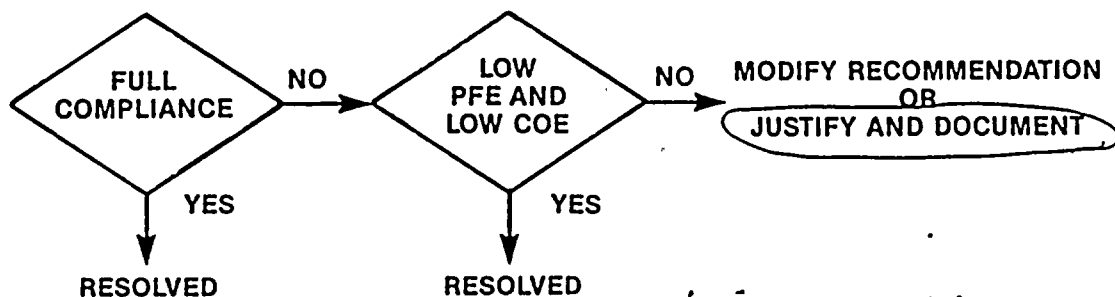 FULL
COMPLIANCE
NO
LOW
PFE AND
LOW COE
NO
MODIFY RECOMMENDATION
OR
JUSTIFY AND DOCUMENT
YES
YES
RESOLVED
RESOLVED